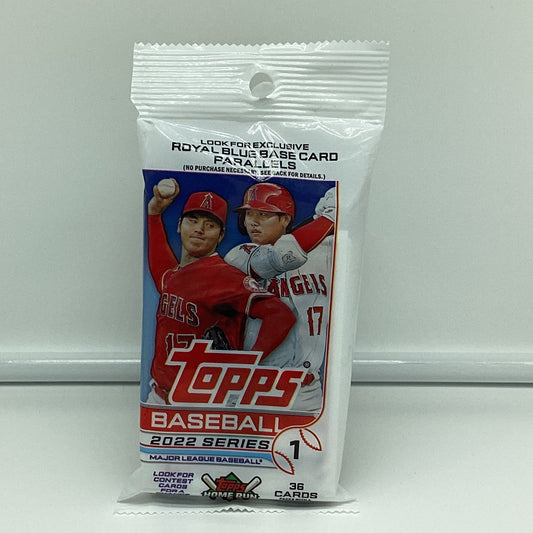 LOOK FOR EXCLUSIVE
ROYAL BLUE BASE CARD
PARALLELS
(NO PURCHASE NECESSARY. SEE BACK FOR DETAILS.)
ANGELS
17
ANGELS
17
topps
BASEBALL
2022 SERIES 1
MAJOR LEAGUE BASEBALL®
LOOK FOR
CONTEST
CARDS
FOR A
topps
HOME RUN
36
CARDS